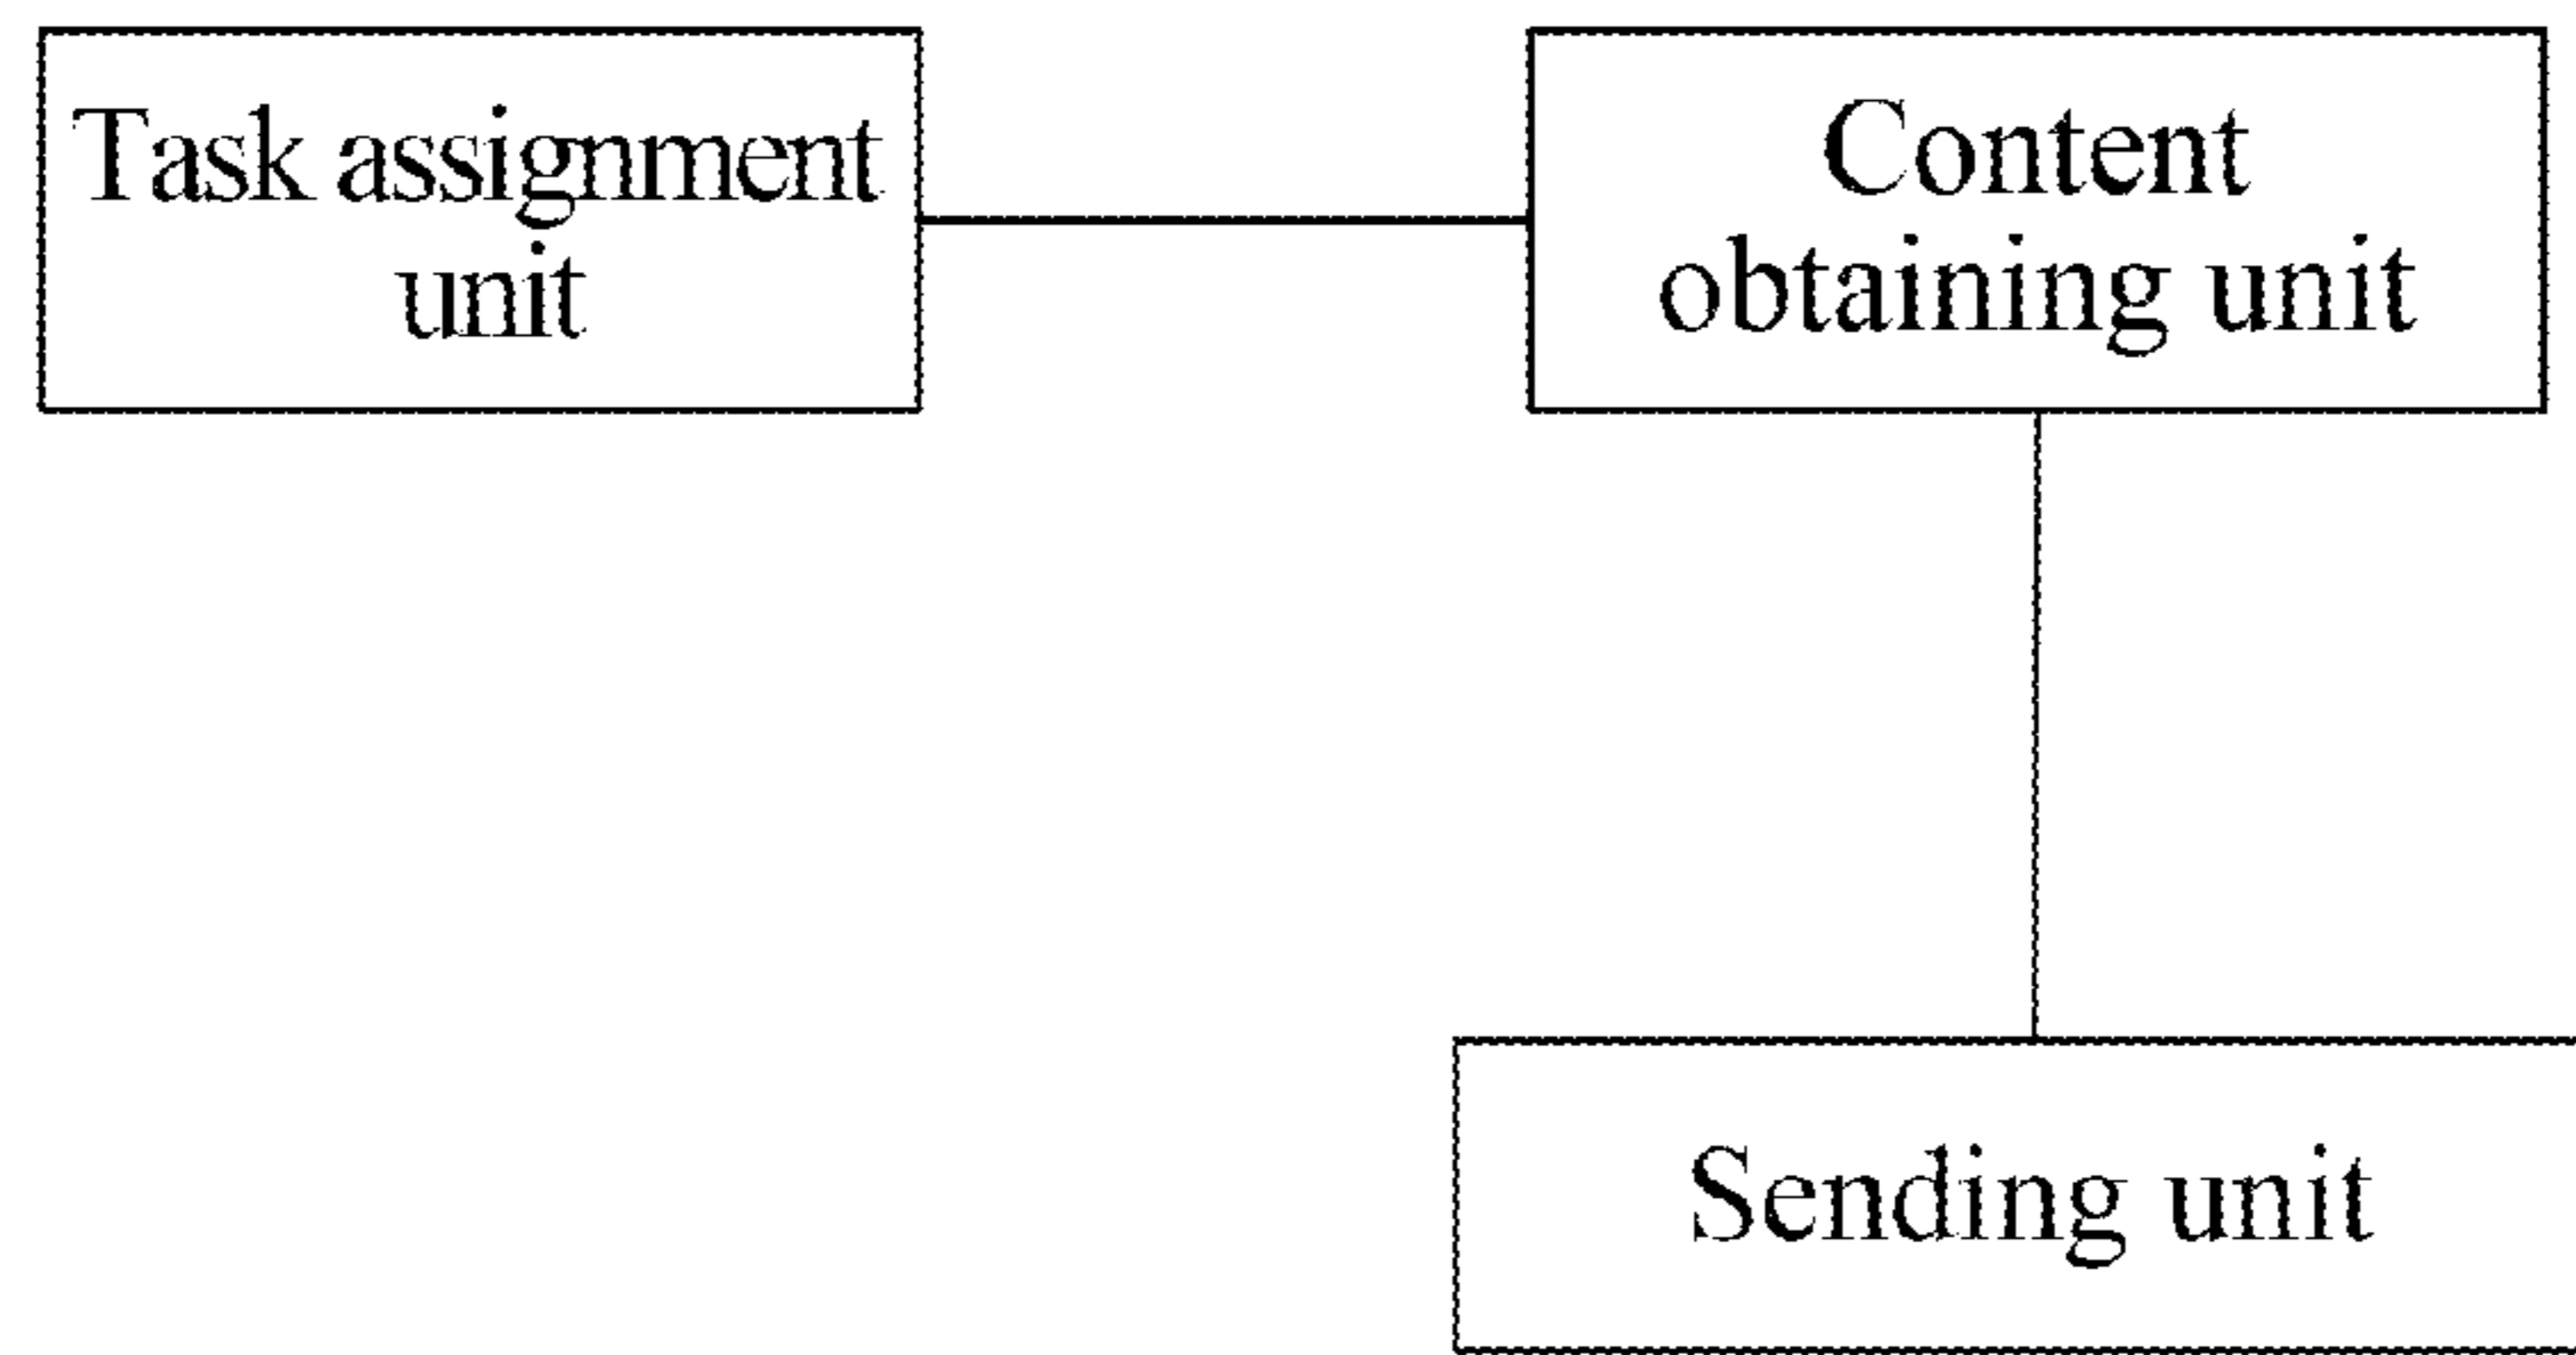 Task assignment
unit
Content
obtaining unit
Sending unit